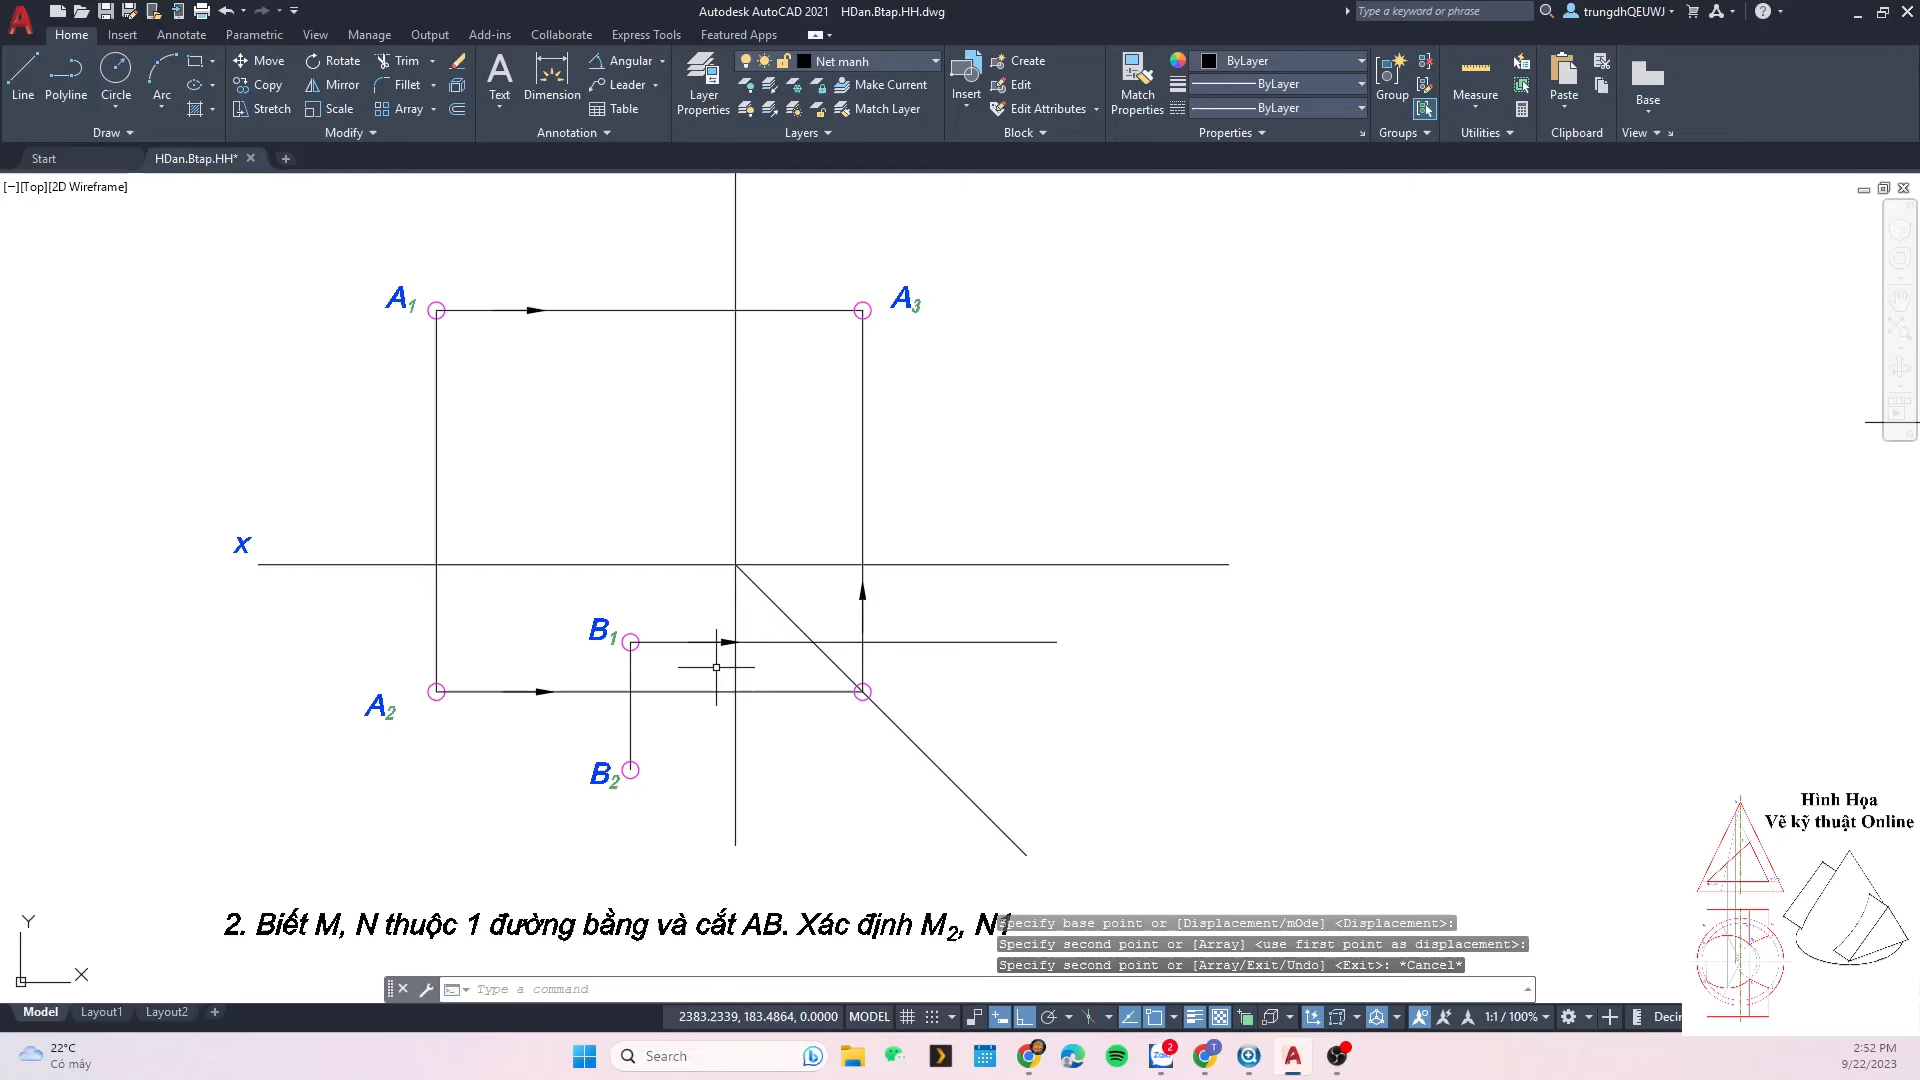 Autodesk AutoCAD 2021 HDan.Btap.HH.dwg
Type a keyword or phrase
trungdhQEUWJ
Home Insert Annotate Parametric View Manage Output Add-ins Collaborate Express Tools Featured Apps
Line Polyline Circle Arc
Move Rotate Trim
Copy Mirror Fillet
Stretch Scale Array
Text Dimension
Angular
Leader
Table
Layer Properties
Net manh
Make Current
Match Layer
Insert
Create
Edit
Edit Attributes
Match Properties
ByLayer
ByLayer
ByLayer
Group
Measure
Paste
Base
Draw Modify Annotation Layers Block Properties Groups Utilities Clipboard View
Start HDan.Btap.HH*
[−][Top][2D Wireframe]
A1 A3
x
B1
A2
B2
Hình Họa
Vẽ kỹ thuật Online
2. Biết M, N thuộc 1 đường bằng và cắt AB. Xác định M2, N1
Specify base point or [Displacement/mOde] <Displacement>:
Specify second point or [Array] <use first point as displacement>:
Specify second point or [Array/Exit/Undo] <Exit>: *Cancel*
Y
X
Type a command
Model Layout1 Layout2
2383.2339, 183.4864, 0.0000 MODEL 1:1 / 100% Decir
22°C
Có mây
Search
Zalo
2
T
2:52 PM
9/22/2023